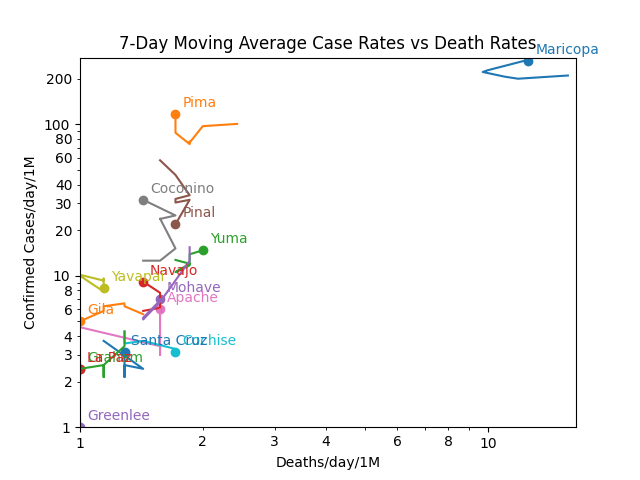 7-Day Moving Average Case Rates vs Death Rates
Maricopa
Pima
Coconino
Pinal
Yuma
Navajo
Yavapai
Mohave
Apache
Gila
Santa Cruz
Cochise
La Paz
Graham
Greenlee
Confirmed Cases/day/1M
200
100
80
60
40
30
20
10
8
6
4
3
2
1
1
2
3
4
6
8
10
Deaths/day/1M